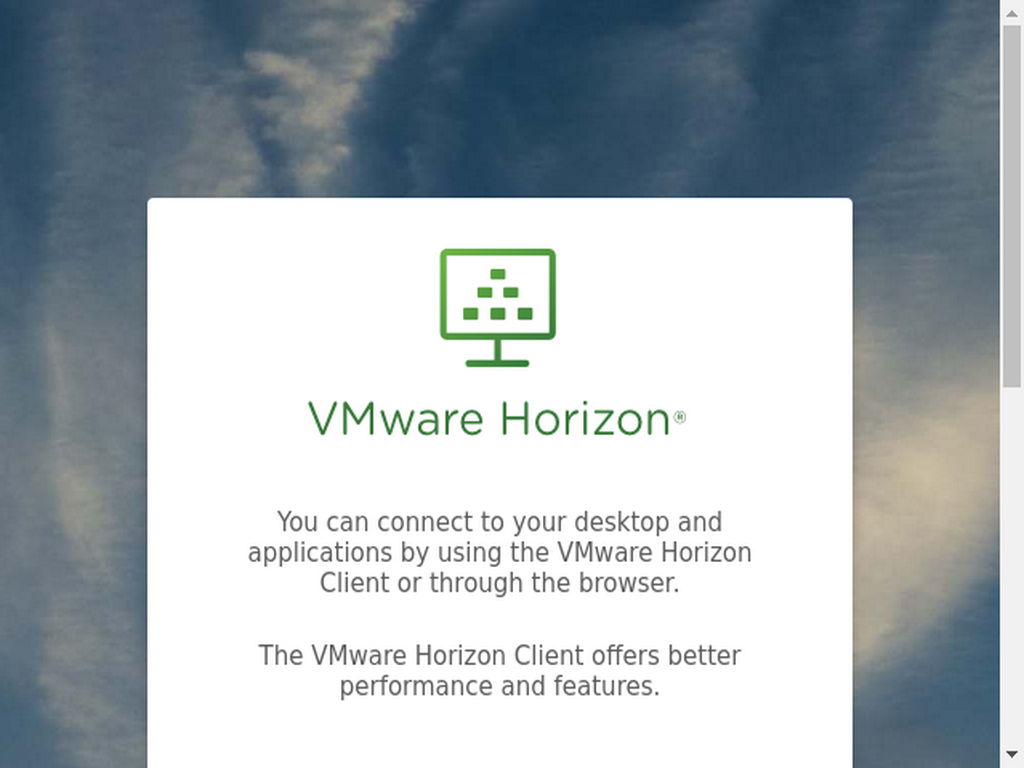 VMware Horizon®
You can connect to your desktop and
applications by using the VMware Horizon
Client or through the browser.
The VMware Horizon Client offers better
performance and features.